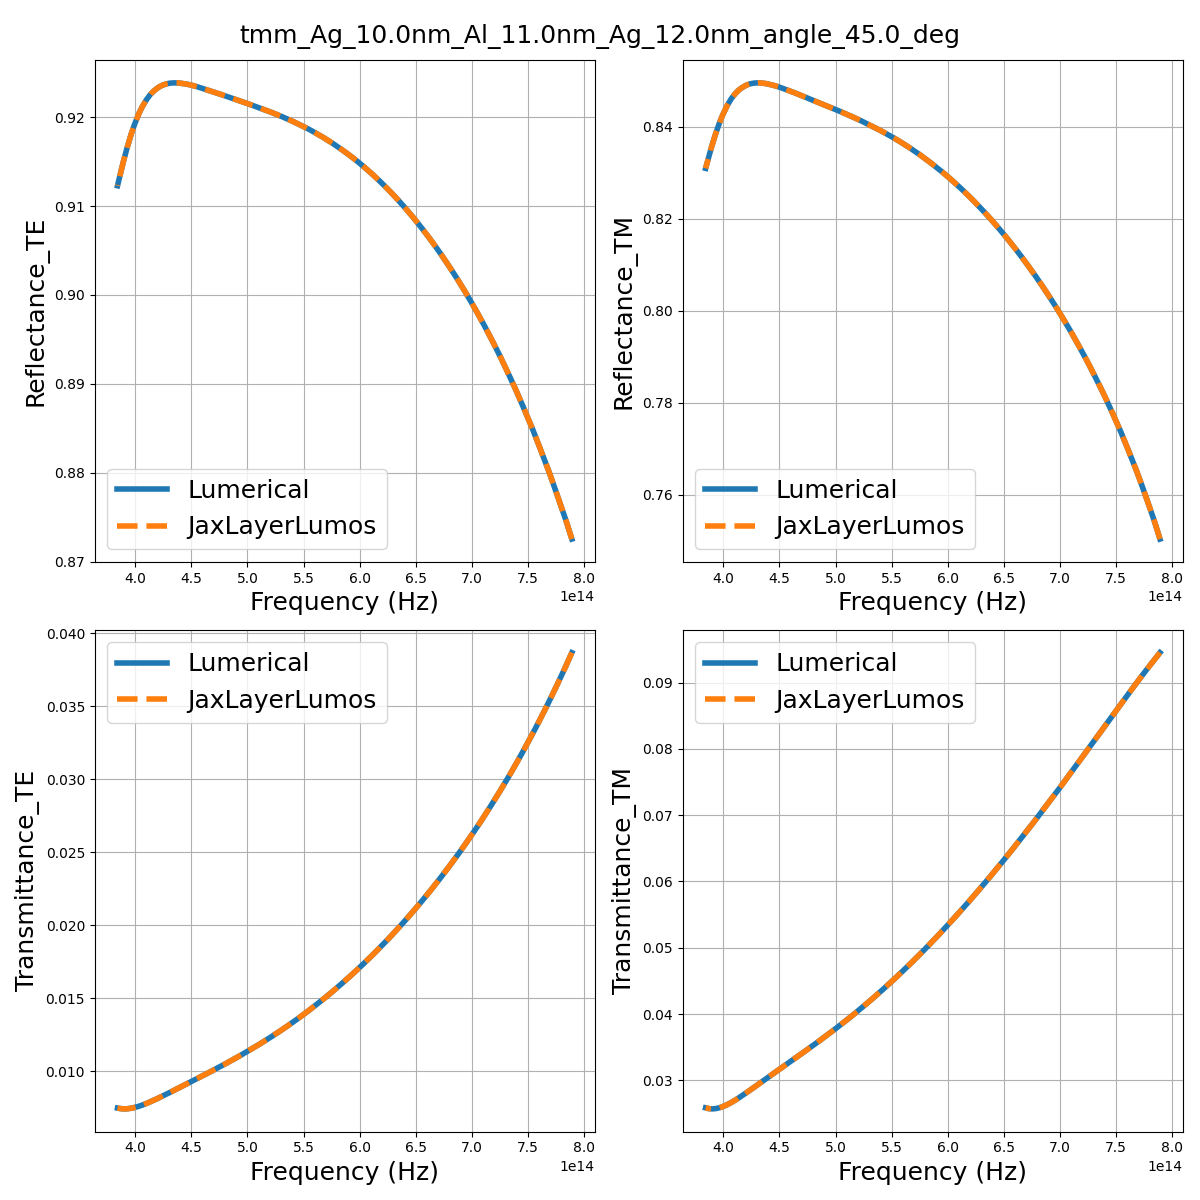 tmm_Ag_10.0nm_Al_11.0nm_Ag_12.0nm_angle_45.0_deg
Reflectance_TE
0.92
0.91
0.90
0.89
0.88
0.87
Lumerical
JaxLayerLumos
4.0 4.5 5.0 5.5 6.0 6.5 7.0 7.5 8.0
1e14
Frequency (Hz)
Reflectance_TM
0.84
0.82
0.80
0.78
0.76
Lumerical
JaxLayerLumos
4.0 4.5 5.0 5.5 6.0 6.5 7.0 7.5 8.0
1e14
Frequency (Hz)
Transmittance_TE
0.040
0.035
0.030
0.025
0.020
0.015
0.010
Lumerical
JaxLayerLumos
4.0 4.5 5.0 5.5 6.0 6.5 7.0 7.5 8.0
1e14
Frequency (Hz)
Transmittance_TM
0.09
0.08
0.07
0.06
0.05
0.04
0.03
Lumerical
JaxLayerLumos
4.0 4.5 5.0 5.5 6.0 6.5 7.0 7.5 8.0
1e14
Frequency (Hz)